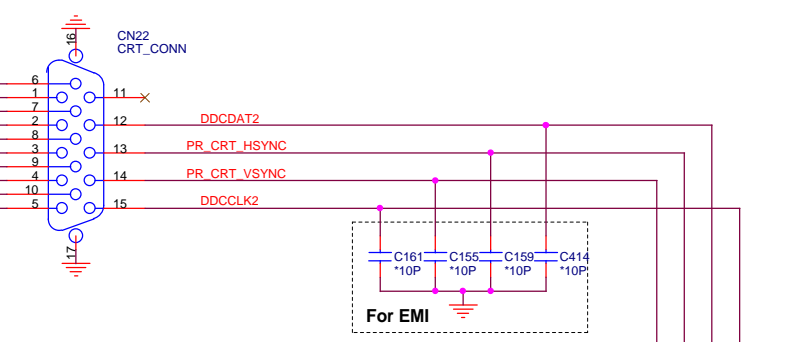 CN22
CRT_CONN
16
6
1
11
7
2
12
DDCDAT2
8
3
13
PR_CRT_HSYNC
9
4
14
PR_CRT_VSYNC
10
5
15
DDCCLK2
17
C161
C155
C159
C414
*10P
*10P
*10P
*10P
For EMI